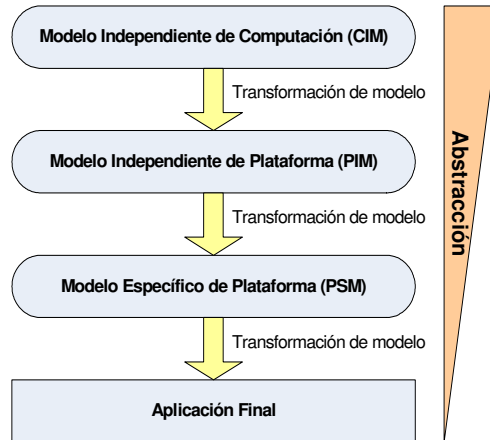 Modelo Independiente de Computación (CIM)
Transformación de modelo
Modelo Independiente de Plataforma (PIM)
Transformación de modelo
Modelo Específico de Plataforma (PSM)
Transformación de modelo
Aplicación Final
Abstracción